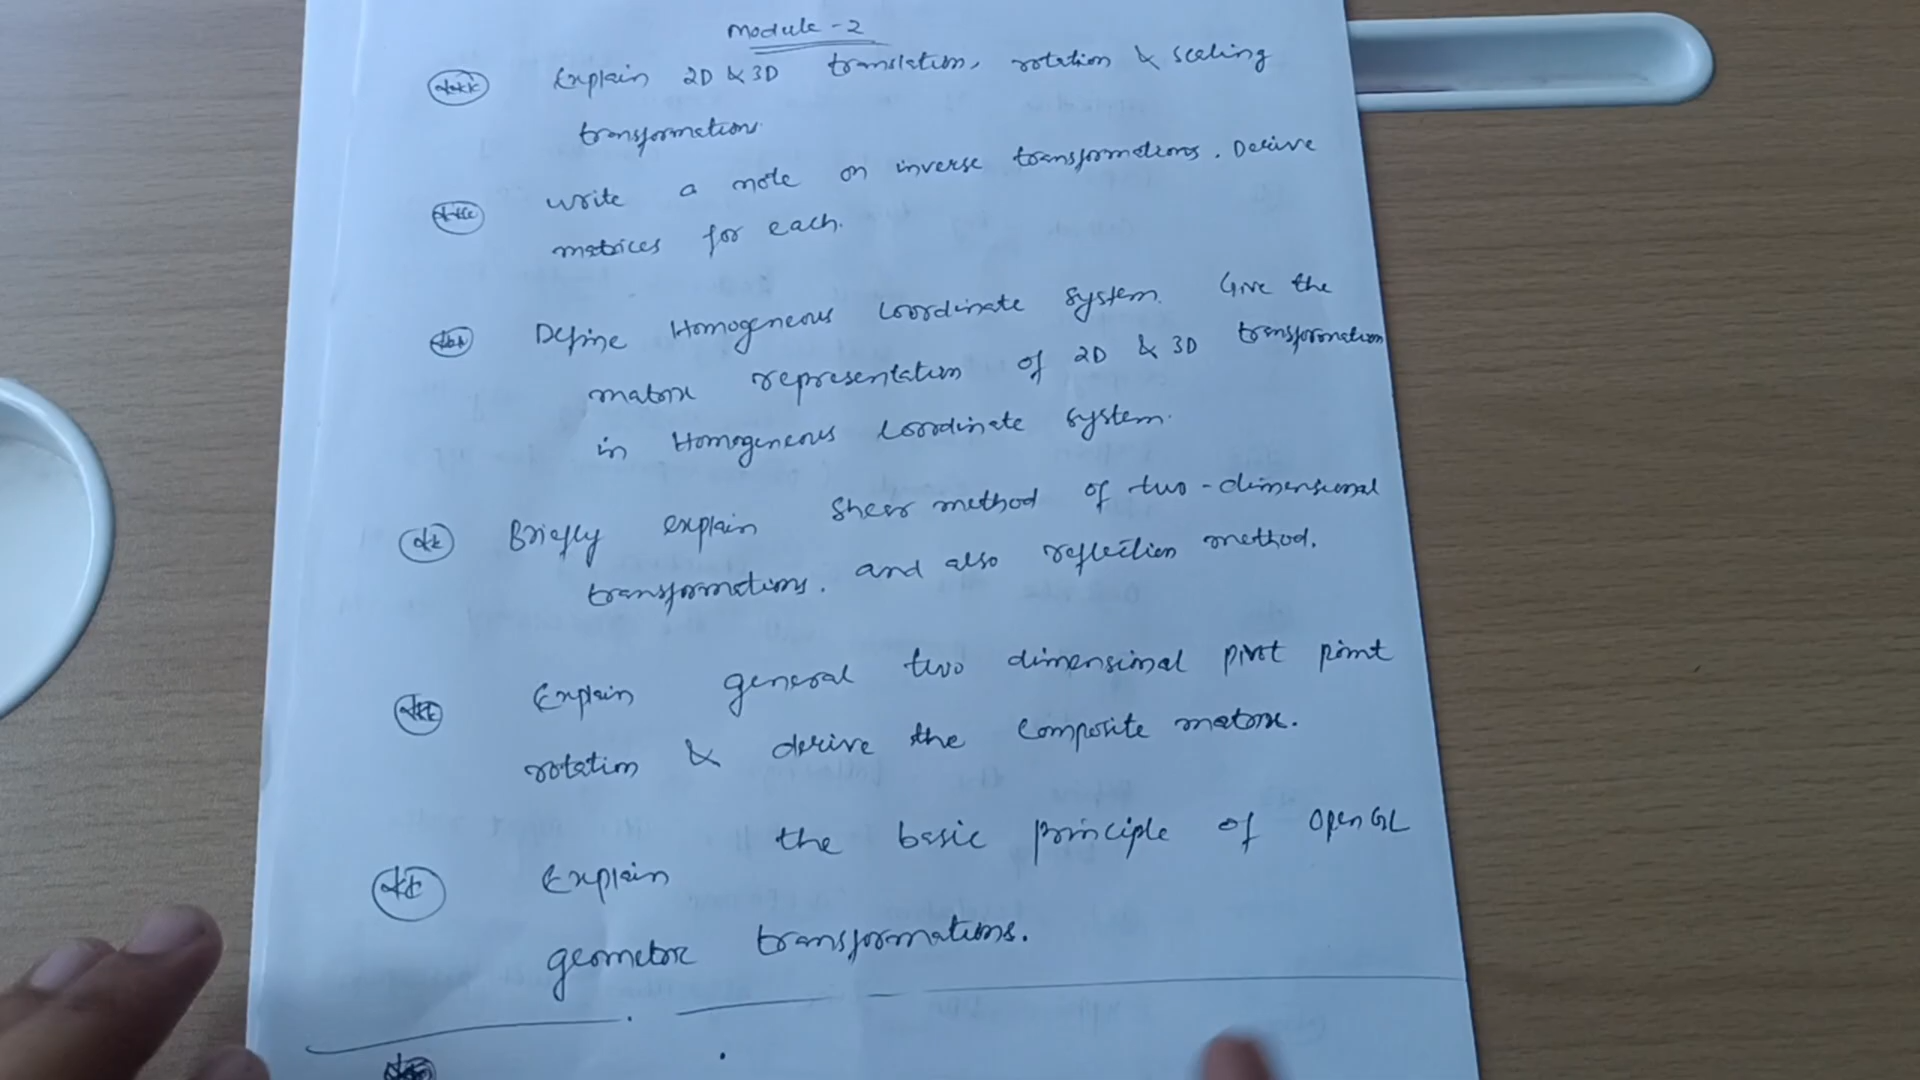 Module - 2
*** Explain 2D & 3D translation, rotation & scaling
transformation.
*** write a note on inverse transformations. Derive
matrices for each.
*** Define Homogeneous Coordinate System. Give the
matrix representation of 2D & 3D transformation
in Homogeneous Coordinate system.
** Briefly explain shear method of two-dimensional
transformations. and also reflection method.
*** Explain general two dimensional pivot point
rotation & derive the composite matrix.
** Explain the basic principle of OpenGL
geometric transformations.